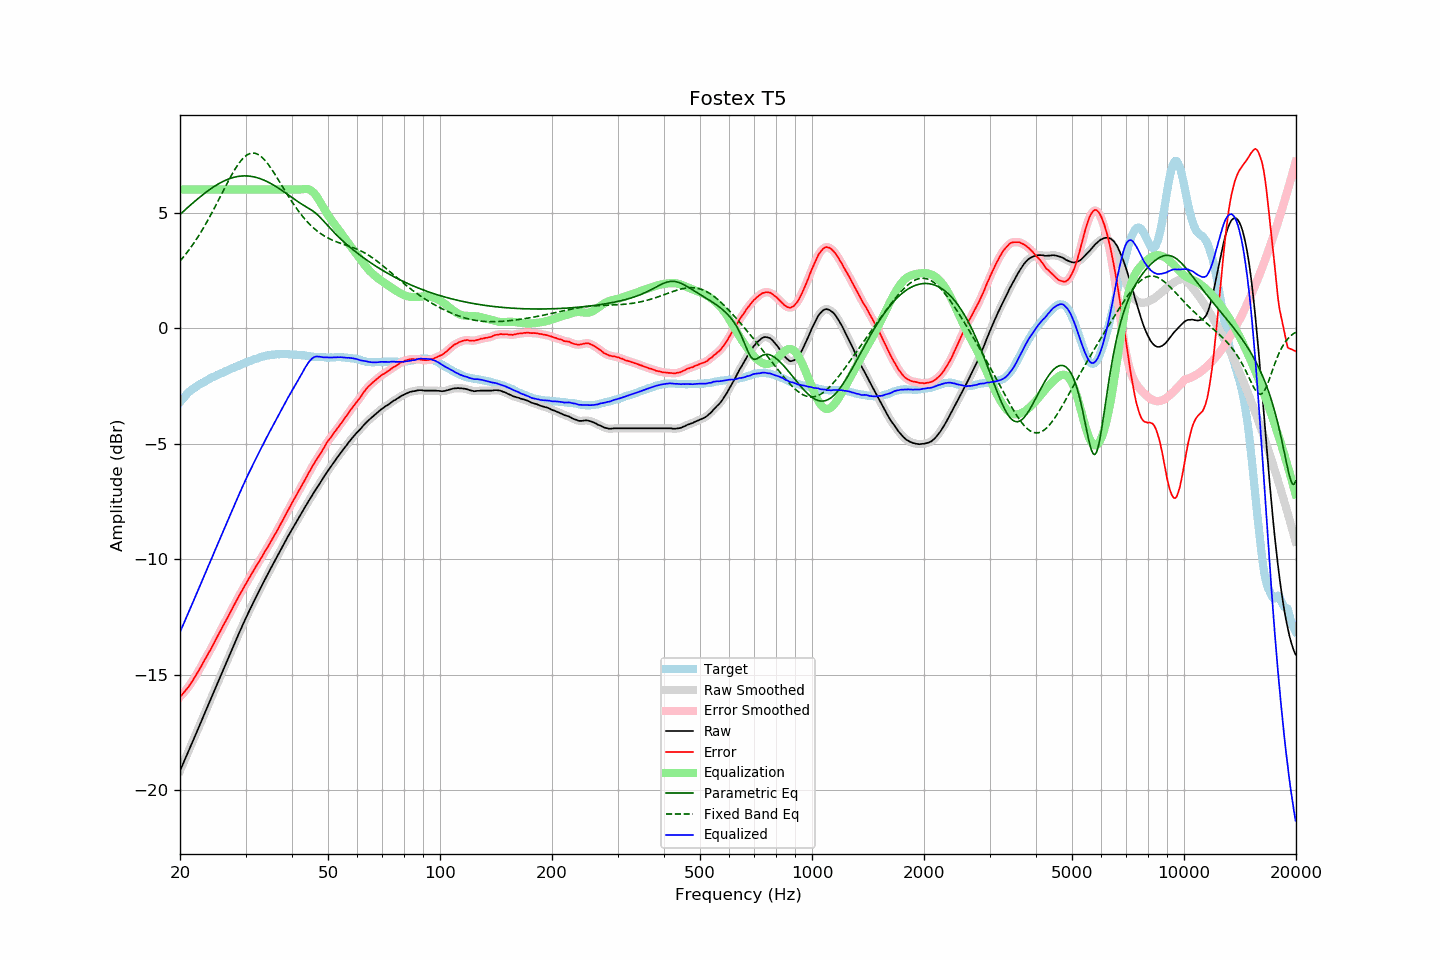 Fostex T5
Amplitude (dBr)
5
0
−5
−10
−15
−20
Target
Raw Smoothed
Error Smoothed
Raw
Error
Equalization
Parametric Eq
Fixed Band Eq
Equalized
20 50 100 200 500 1000 2000 5000 10000 20000
Frequency (Hz)